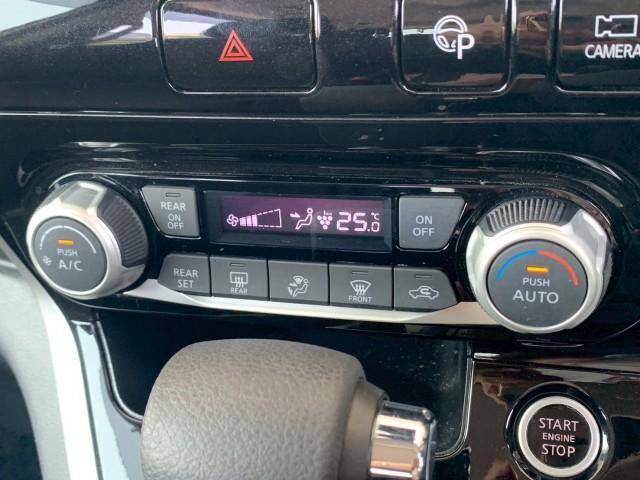 P
CAMERA
REAR
ON
OFF
25.0 °C
ON
OFF
PUSH
A/C
REAR
SET
REAR
FRONT
PUSH
AUTO
START
ENGINE
STOP